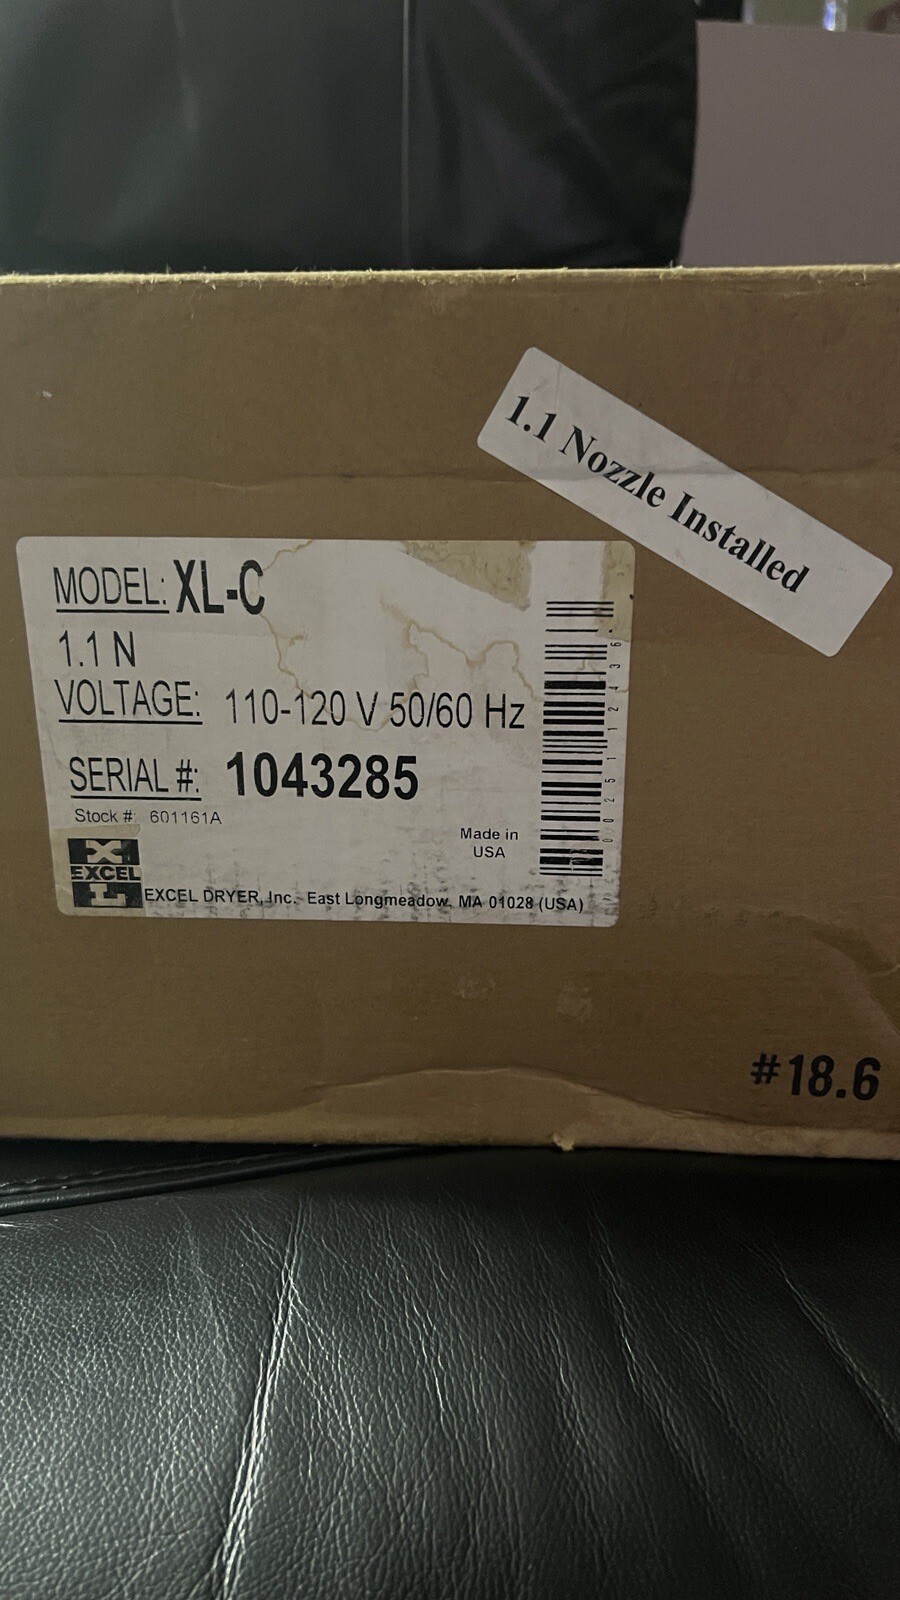 1.1 Nozzle Installed
MODEL: XL-C
1.1 N
VOLTAGE: 110-120 V 50/60 Hz
SERIAL #: 1043285
Stock #: 601161A
Made in
USA
XL
EXCEL
EXCEL DRYER, Inc. East Longmeadow, MA 01028 (USA)
#18.6